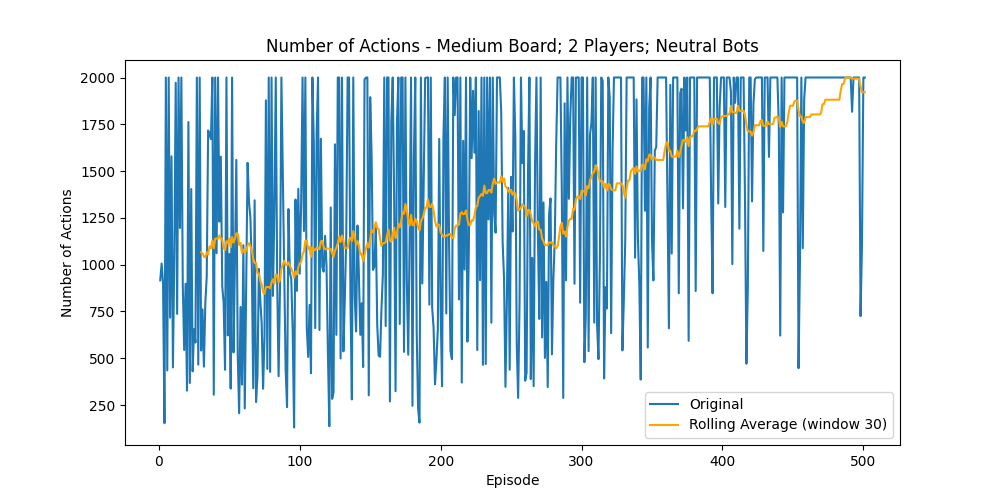 Number of Actions - Medium Board; 2 Players; Neutral Bots
2000
1750
1500
1250
1000
750
500
250
Number of Actions
0
100
200
300
400
500
Episode
Original
Rolling Average (window 30)